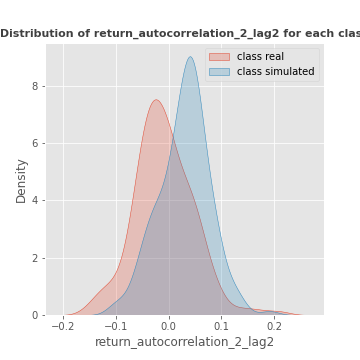 Distribution of return_autocorrelation_2_lag2 for each clas
class real
class simulated
8
6
4
2
0
Density
−0.2 −0.1 0.0 0.1 0.2
return_autocorrelation_2_lag2